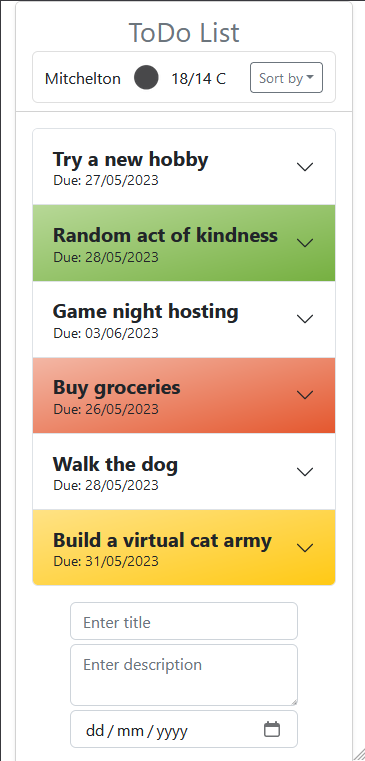 ToDo List
Mitchelton 18/14 C Sort by
Try a new hobby
Due: 27/05/2023
Random act of kindness
Due: 28/05/2023
Game night hosting
Due: 03/06/2023
Buy groceries
Due: 26/05/2023
Walk the dog
Due: 28/05/2023
Build a virtual cat army
Due: 31/05/2023
Enter title
Enter description
dd/mm/yyyy